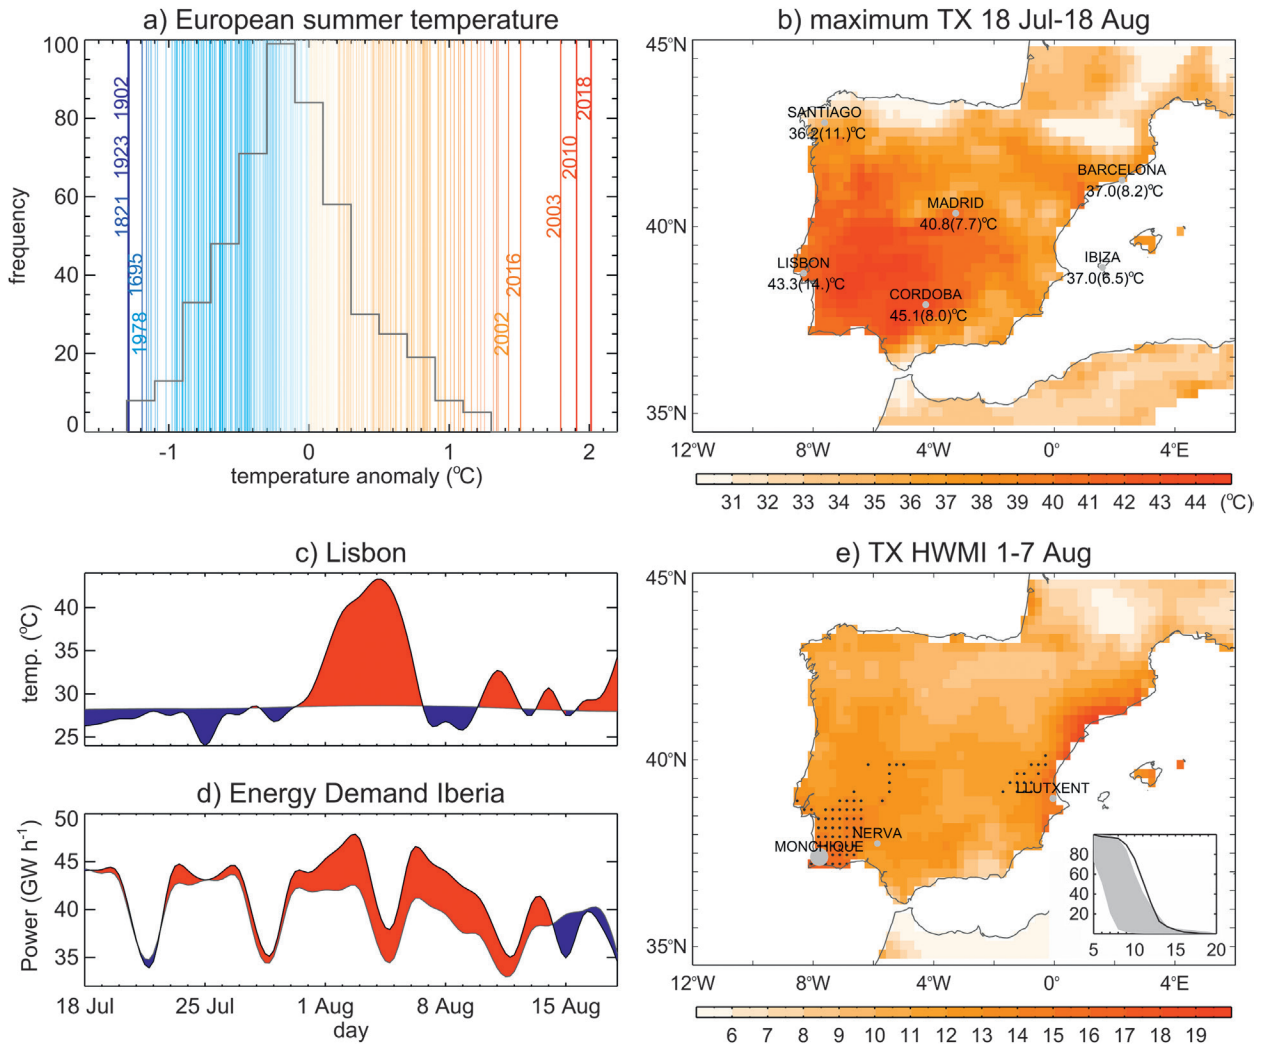 a) European summer temperature
100
80
60
40
20
0
frequency
1902
1923
1821
1695
1978
2018
2010
2003
2016
2002
-1
0
1
2
temperature anomaly (°C)
b) maximum TX 18 Jul-18 Aug
45°N
40°N
35°N
SANTIAGO
36.2(11.)°C
BARCELONA
37.0(8.2)°C
MADRID
40.8(7.7)°C
LISBON
43.3(14.)°C
IBIZA
37.0(6.5)°C
CORDOBA
45.1(8.0)°C
12°W
8°W
4°W
0°
4°E
31 32 33 34 35 36 37 38 39 40 41 42 43 44 (°C)
c) Lisbon
40
35
30
25
temp. (°C)
d) Energy Demand Iberia
50
45
40
35
Power (GW h-1)
18 Jul
25 Jul
1 Aug
8 Aug
15 Aug
day
e) TX HWMI 1-7 Aug
45°N
40°N
35°N
LLUTXENT
NERVA
MONCHIQUE
80
60
40
20
5 10 15 20
12°W
8°W
4°W
0°
4°E
6 7 8 9 10 11 12 13 14 15 16 17 18 19